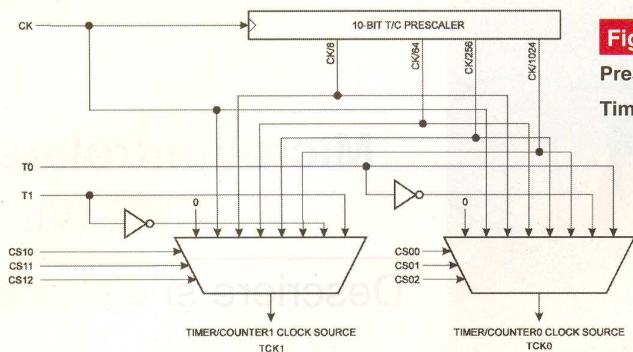 CK
10-BIT T/C PRESCALER
Fig
Pres
Tim
CK/8
CK/64
CK/256
CK/1024
T0
T1
0
0
CS10
CS11
CS12
CS00
CS01
CS02
TIMER/COUNTER1 CLOCK SOURCE
TCK1
TIMER/COUNTER0 CLOCK SOURCE
TCK0